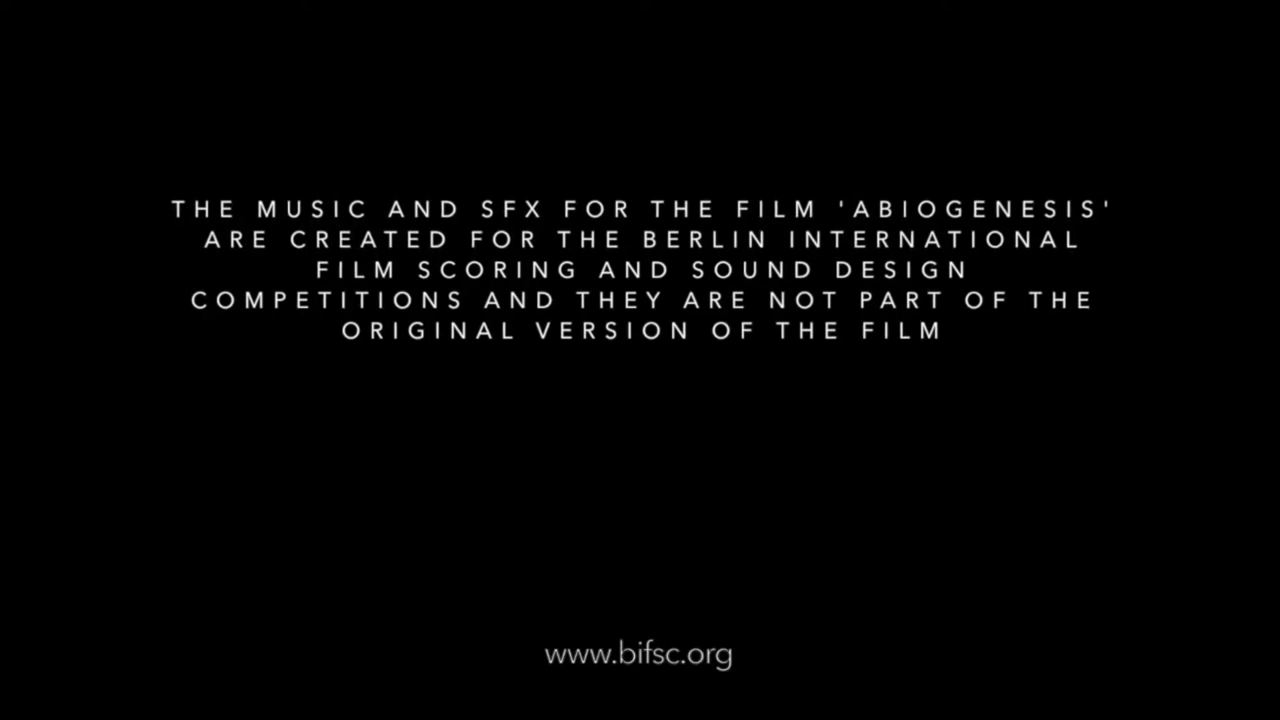 THE MUSIC AND SFX FOR THE FILM 'ABIOGENESIS'
ARE CREATED FOR THE BERLIN INTERNATIONAL
FILM SCORING AND SOUND DESIGN
COMPETITIONS AND THEY ARE NOT PART OF THE
ORIGINAL VERSION OF THE FILM
www.bifsc.org